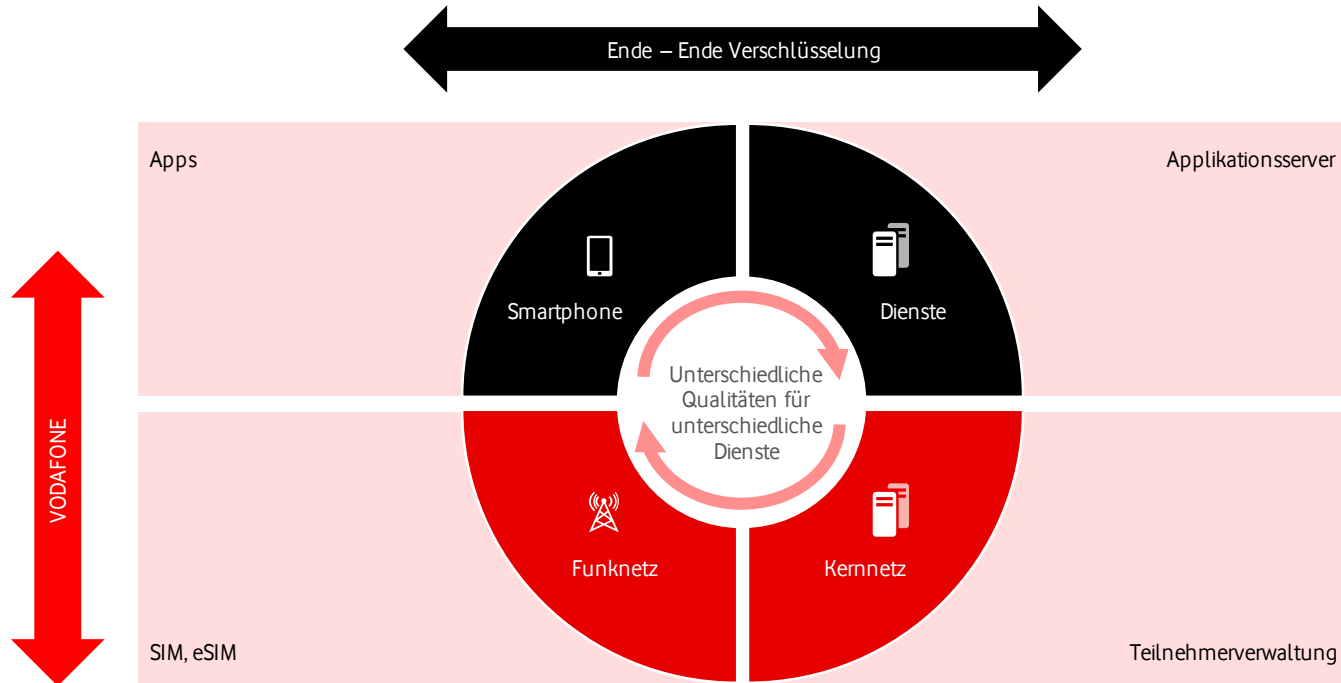 Ende – Ende Verschlüsselung
Apps
Applikationsserver
Smartphone
Dienste
Unterschiedliche
Qualitäten für
unterschiedliche
Dienste
VODAFONE
Funknetz
Kernnetz
SIM, eSIM
Teilnehmerverwaltung